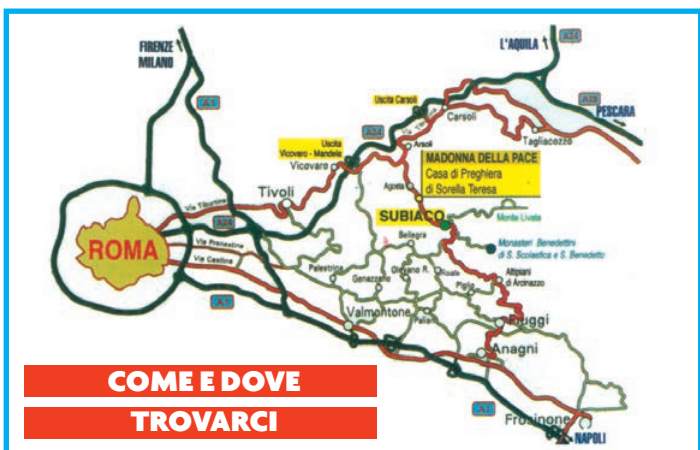 FIRENZE
MILANO
L'AQUILA
A24
A1
A25
PESCARA
Uscita Carsoli
Via Tiburtina
Carsoli
Tagliacozzo
A24
Uscita
Vicovaro - Mandela
Vicovaro
Arsoli
MADONNA DELLA PACE
Casa di Preghiera
di Sorella Teresa
Agosta
Tivoli
Via Tiburtina
SUBIACO
Monte Livata
A24
ROMA
Via Prenestina
Via Casilina
Bellegra
Monasteri Benedettini
di S. Scolastica e S. Benedetto
Palestrina
Genazzano
Olevano R.
Piglio
Altipiani
di Arcinazzo
Valmontone
Paliano
Fiuggi
Anagni
COME E DOVE
TROVARCI
A1
Frosinone
NAPOLI